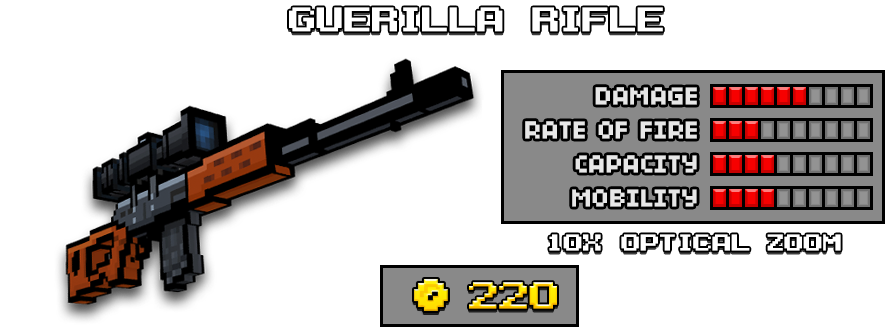 GUERILLA RIFLE
DAMAGE
RATE OF FIRE
CAPACITY
MOBILITY
10X OPTICAL ZOOM
220